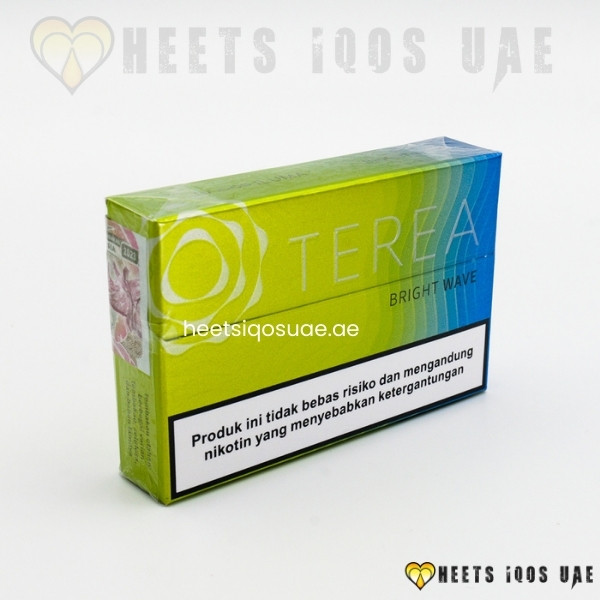 HEETS iQOS UAE
TEREA
BRIGHT WAVE
heetsiqosuae.ae
Produk ini tidak bebas risiko dan mengandung
nikotin yang menyebabkan ketergantungan
HEETS iQOS UAE